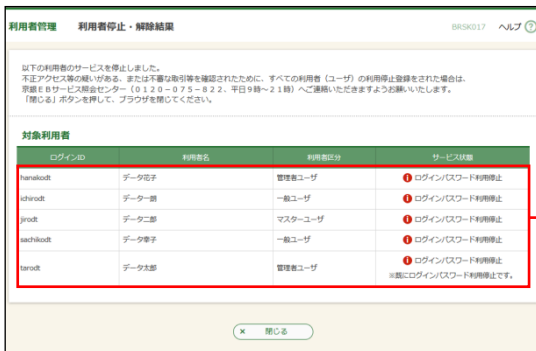 利用者管理 利用者停止・解除結果 BRSK017 ヘルプ ?
以下の利用者のサービスを停止しました。
不正アクセス等の疑いがある、または不審な取引等を確認されたために、すべての利用者（ユーザ）の利用停止登録をされた場合は、
京銀ＥＢサービス照会センター（０１２０－０７５－８２２、平日９時～２１時）へご連絡いただきますようお願いいたします。
「閉じる」ボタンを押して、ブラウザを閉じてください。
対象利用者
ログインID 利用者名 利用者区分 サービス状態
hanakodt データ花子 管理者ユーザ ログインパスワード利用停止
ichirodt データ一朗 一般ユーザ ログインパスワード利用停止
jirodt データ二郎 マスターユーザ ログインパスワード利用停止
sachikodt データ幸子 一般ユーザ ログインパスワード利用停止
tarodt データ太郎 管理者ユーザ ログインパスワード利用停止
※既にログインパスワード利用停止です。
× 閉じる